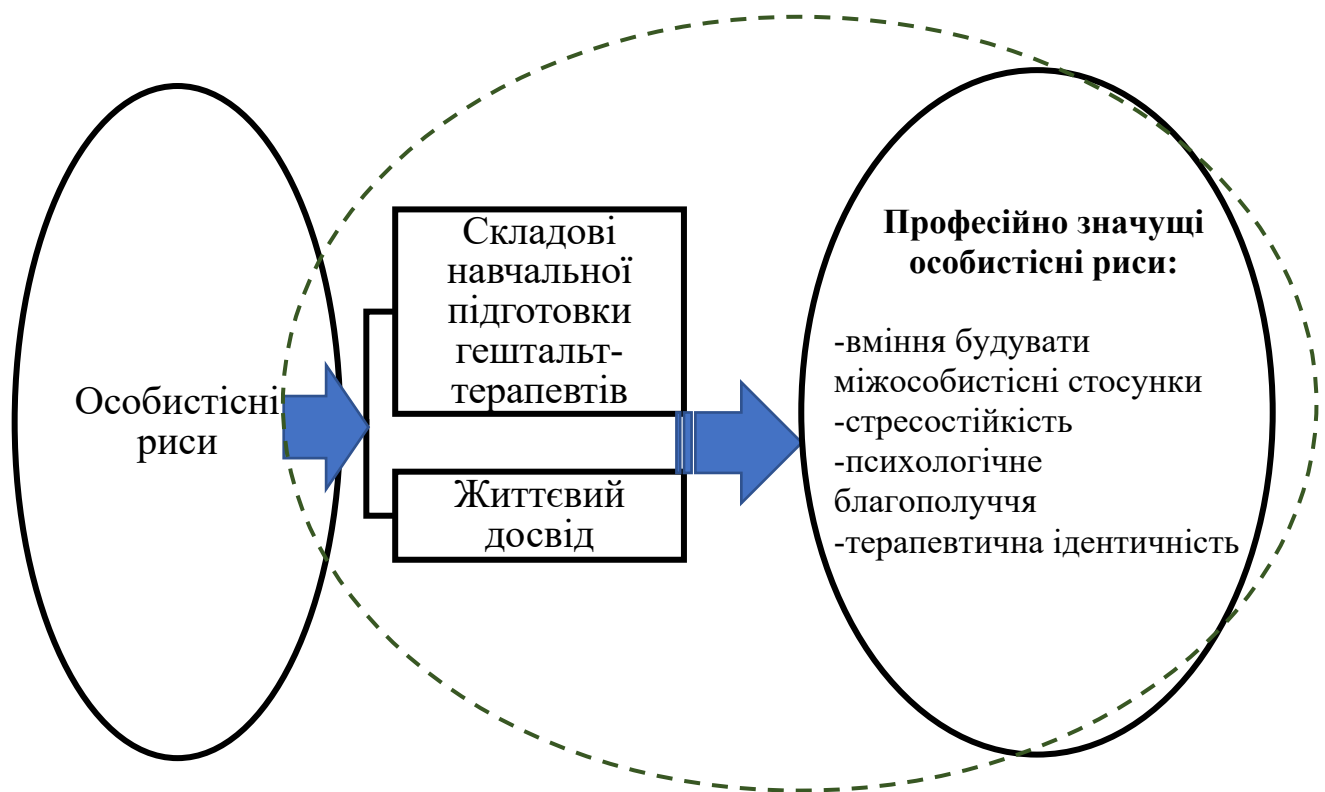 Особистісні
риси
Складові
навчальної
підготовки
гештальт-
терапевтів
Життєвий
досвід
Професійно значущі
особистісні риси:
-вміння будувати
міжособистісні стосунки
-стресостійкість
-психологічне
благополуччя
-терапевтична ідентичність